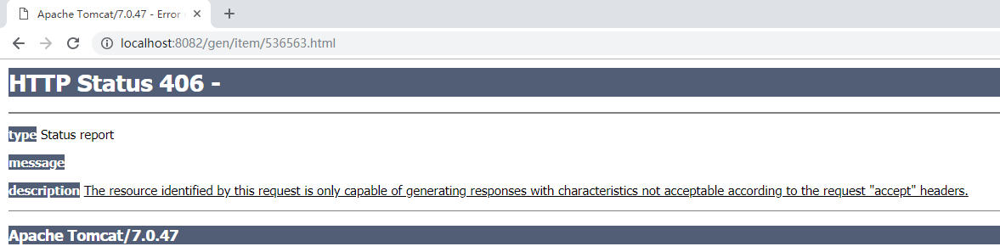 Apache Tomcat/7.0.47 - Error
localhost:8082/gen/item/536563.html
HTTP Status 406 -
type Status report
message
description The resource identified by this request is only capable of generating responses with characteristics not acceptable according to the request "accept" headers.
Apache Tomcat/7.0.47